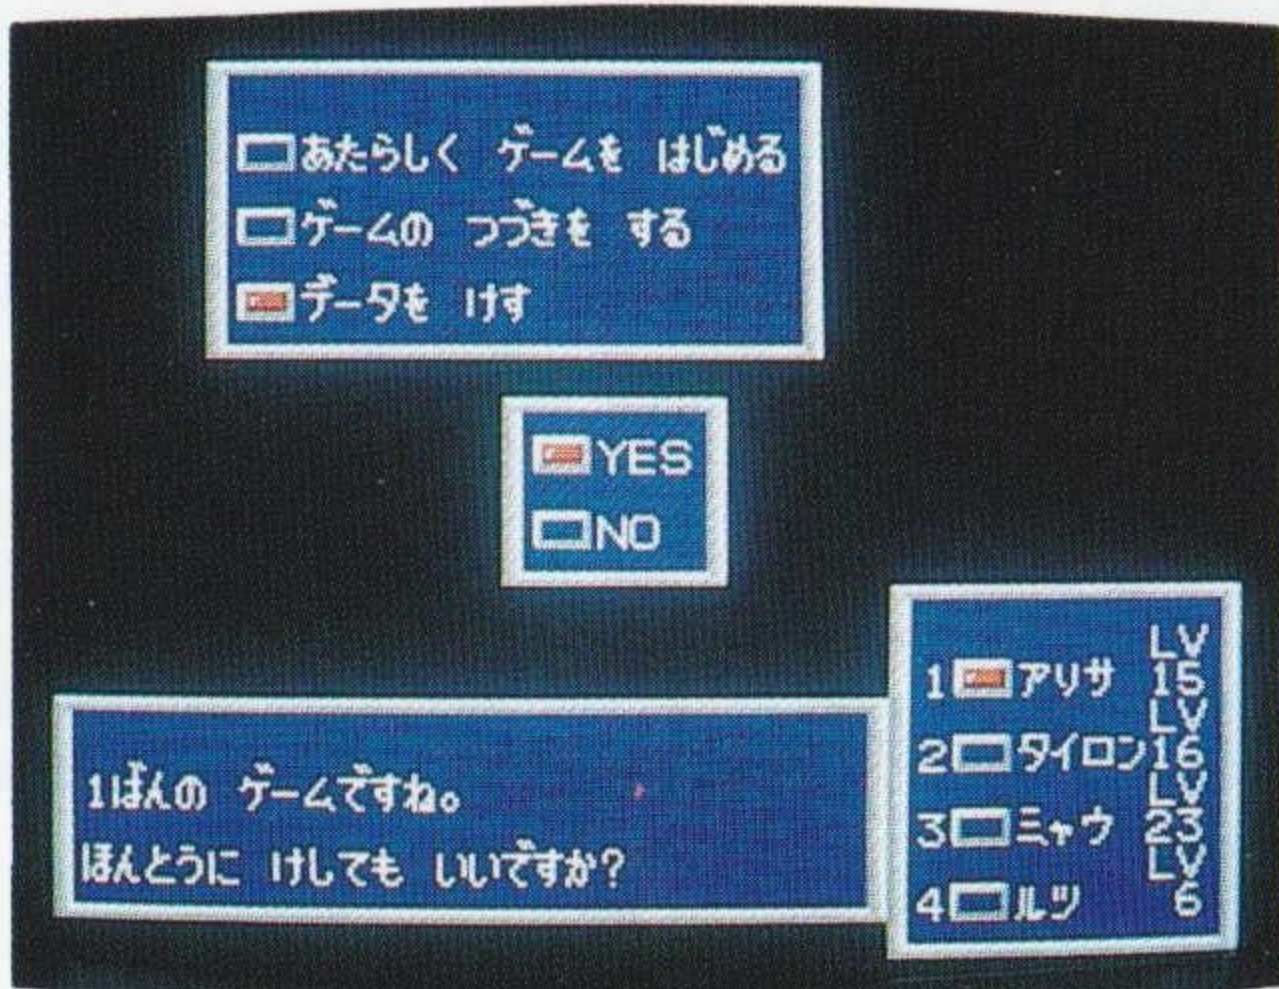 あたらしく ゲームを はじめる
ゲームの つづきを する
データを けす
YES
NO
1ばんの ゲームですね。
ほんとうに けしても いいですか?
LV
1 アリサ 15
LV
2 タイロン 16
LV
3 ミャウ 23
LV
4 ルツ 6